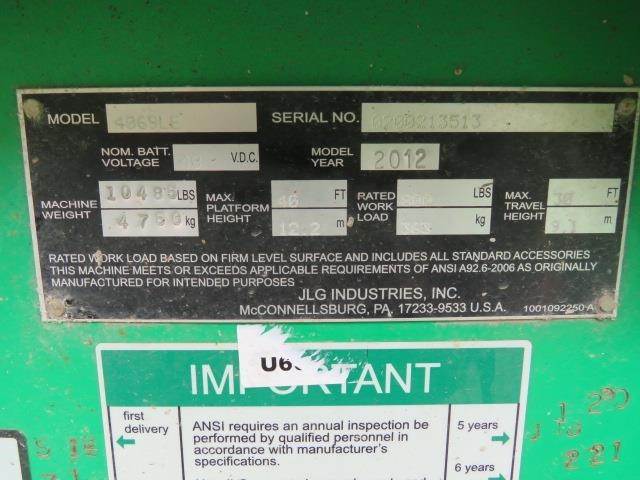 MODEL 4069LE SERIAL NO. 0200213513
NOM. BATT. VOLTAGE V.D.C. MODEL YEAR 2012
MACHINE WEIGHT 10486 LBS 4760 kg MAX. PLATFORM HEIGHT 40 FT 12.2 m RATED WORK LOAD LBS kg MAX. TRAVEL HEIGHT FT m
RATED WORK LOAD BASED ON FIRM LEVEL SURFACE AND INCLUDES ALL STANDARD ACCESSORIES
THIS MACHINE MEETS OR EXCEEDS APPLICABLE REQUIREMENTS OF ANSI A92.6-2006 AS ORIGINALLY
MANUFACTURED FOR INTENDED PURPOSES
JLG INDUSTRIES, INC.
McCONNELLSBURG, PA. 17233-9533 U.S.A. 1001092250-A
IMPORTANT
first
delivery
ANSI requires an annual inspection be
performed by qualified personnel in
accordance with manufacturer's
specifications.
5 years
6 years